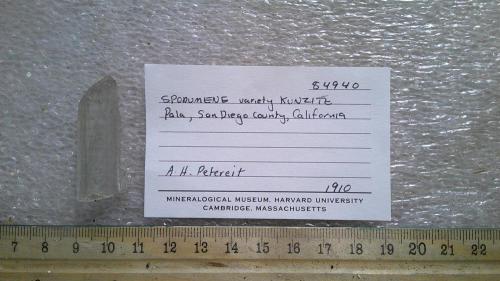 84940
SPODUMENE variety KUNZITE
Pala, San Diego County, California
A.H. Petereit
1910
MINERALOGICAL MUSEUM, HARVARD UNIVERSITY
CAMBRIDGE, MASSACHUSETTS
7 8 9 10 11 12 13 14 15 16 17 18 19 20 21 22